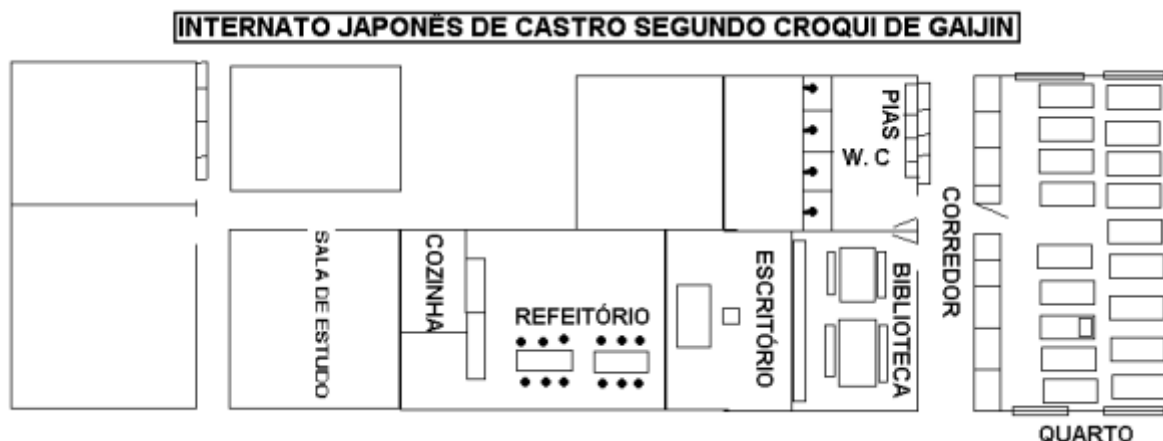 INTERNATO JAPONÊS DE CASTRO SEGUNDO CROQUI DE GAIJIN
PIAS
W. C
CORREDOR
SALA DE ESTUDO
COZINHA
REFEITÓRIO
ESCRITÓRIO
BIBLIOTECA
QUARTO